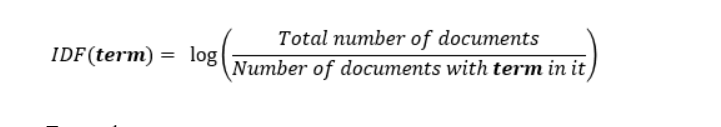 IDF(term) = log(Total number of documents / Number of documents with term in it)